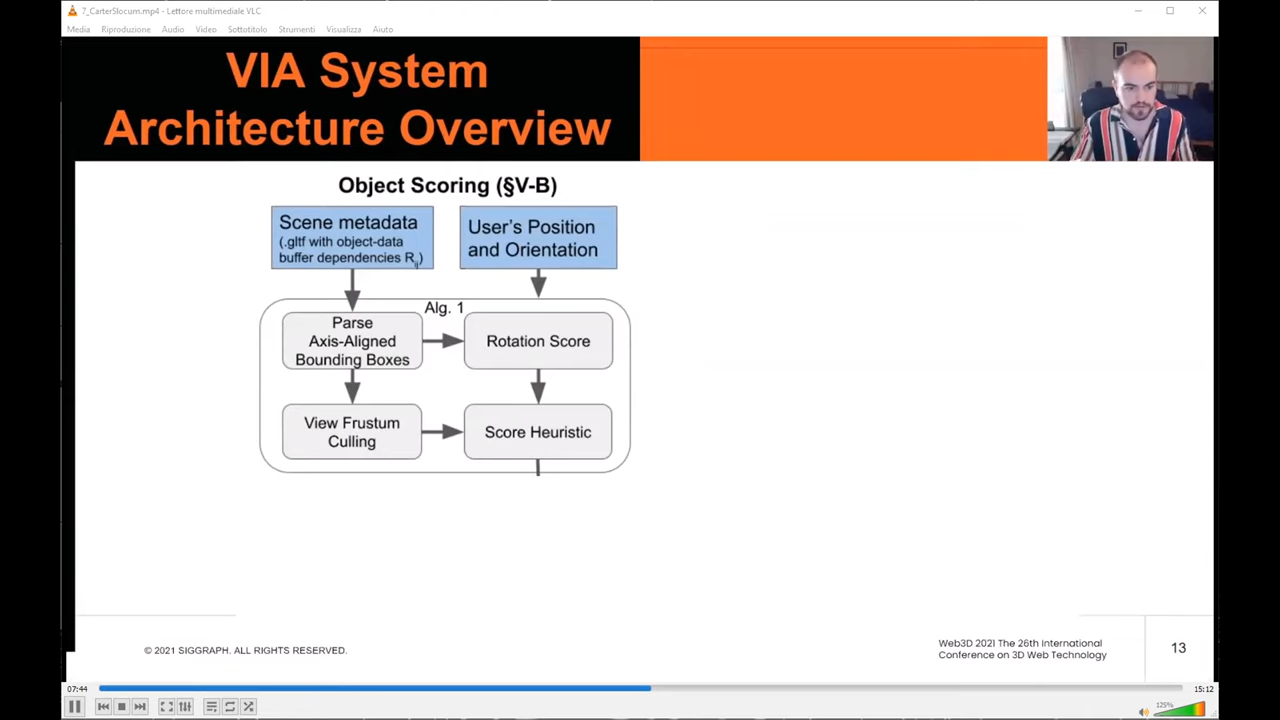 7_CarterSlocum.mp4 - Lettore multimediale VLC
Media Riproduzione Audio Video Sottotitolo Strumenti Visualizza Aiuto
VIA System
Architecture Overview
Object Scoring (§V-B)
Scene metadata
(.gltf with object-data
buffer dependencies Rij)
User's Position
and Orientation
Alg. 1
Parse
Axis-Aligned
Bounding Boxes
Rotation Score
View Frustum
Culling
Score Heuristic
© 2021 SIGGRAPH. ALL RIGHTS RESERVED.
Web3D 2021 The 26th International
Conference on 3D Web Technology
13
07:44
15:12
125%